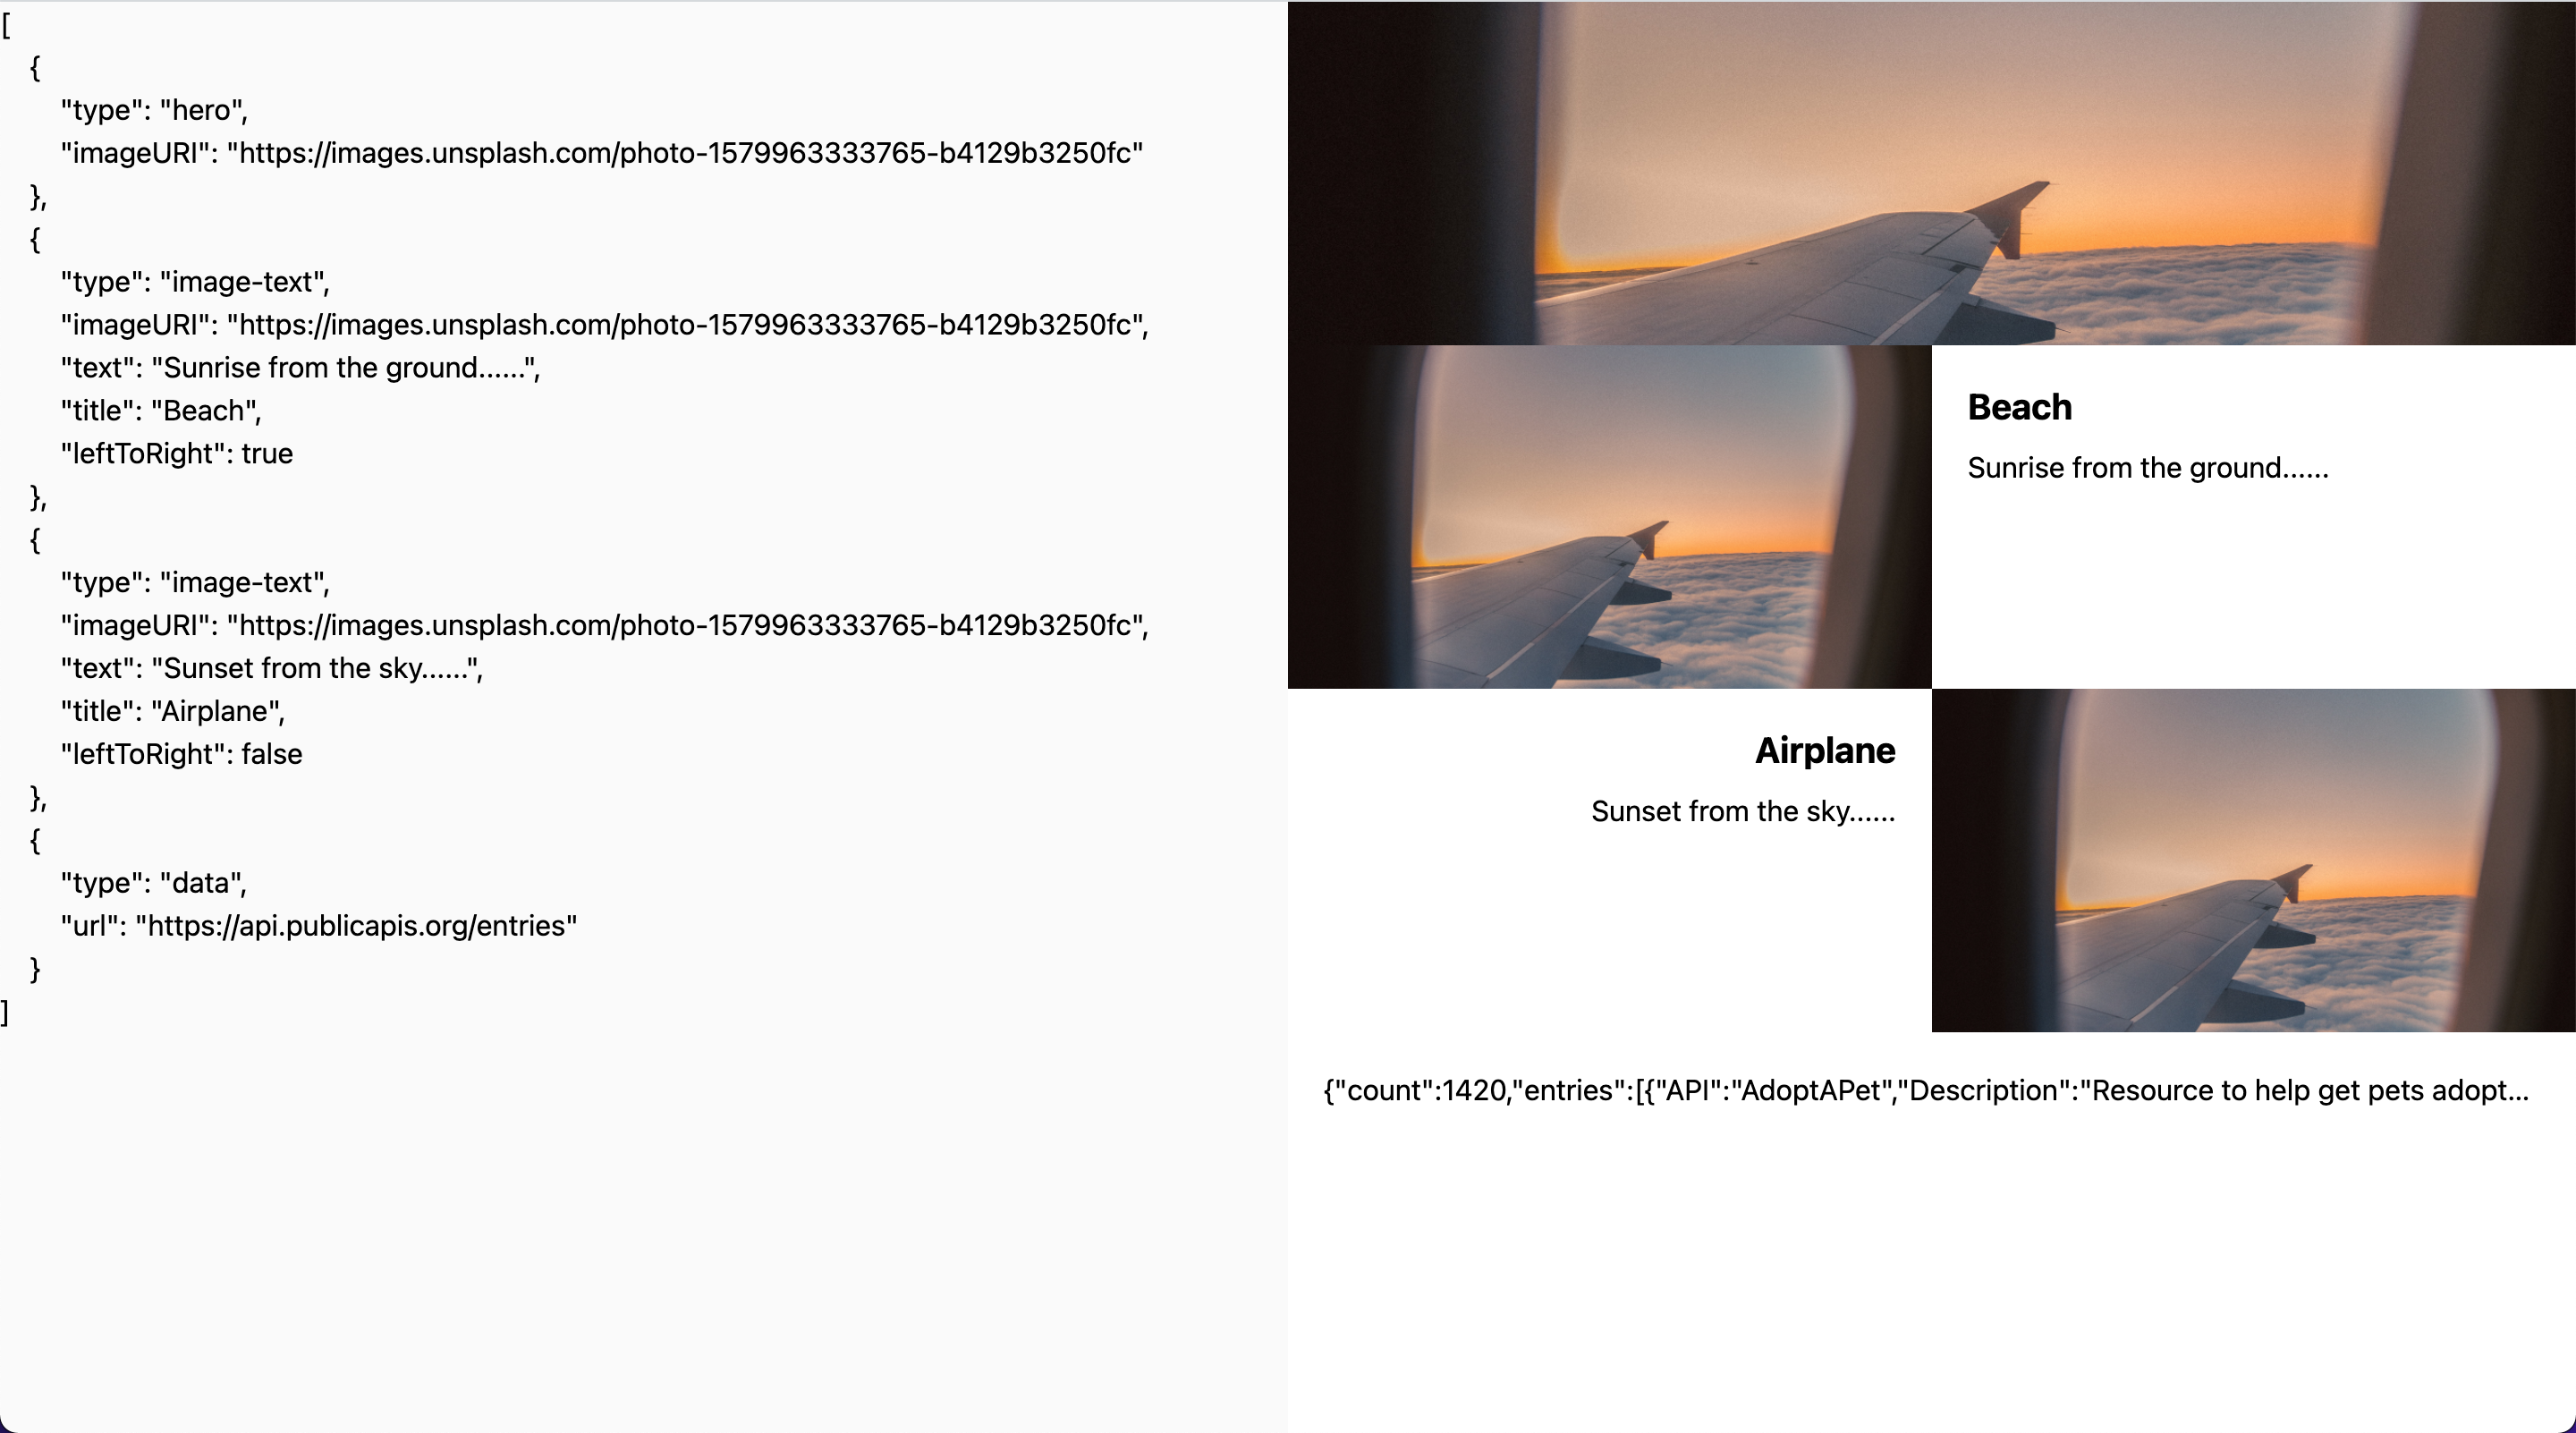 [
{
"type": "hero",
"imageURI": "https://images.unsplash.com/photo-1579963333765-b4129b3250fc"
},
{
"type": "image-text",
"imageURI": "https://images.unsplash.com/photo-1579963333765-b4129b3250fc",
"text": "Sunrise from the ground......",
"title": "Beach",
"leftToRight": true
},
{
"type": "image-text",
"imageURI": "https://images.unsplash.com/photo-1579963333765-b4129b3250fc",
"text": "Sunset from the sky......",
"title": "Airplane",
"leftToRight": false
},
{
"type": "data",
"url": "https://api.publicapis.org/entries"
}
]
Beach
Sunrise from the ground......
Airplane
Sunset from the sky......
{"count":1420,"entries":[{"API":"AdoptAPet","Description":"Resource to help get pets adopt...